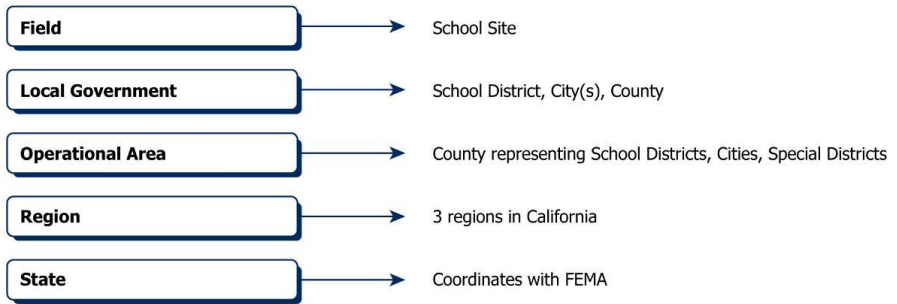 Field School Site
Local Government School District, City(s), County
Operational Area County representing School Districts, Cities, Special Districts
Region 3 regions in California
State Coordinates with FEMA